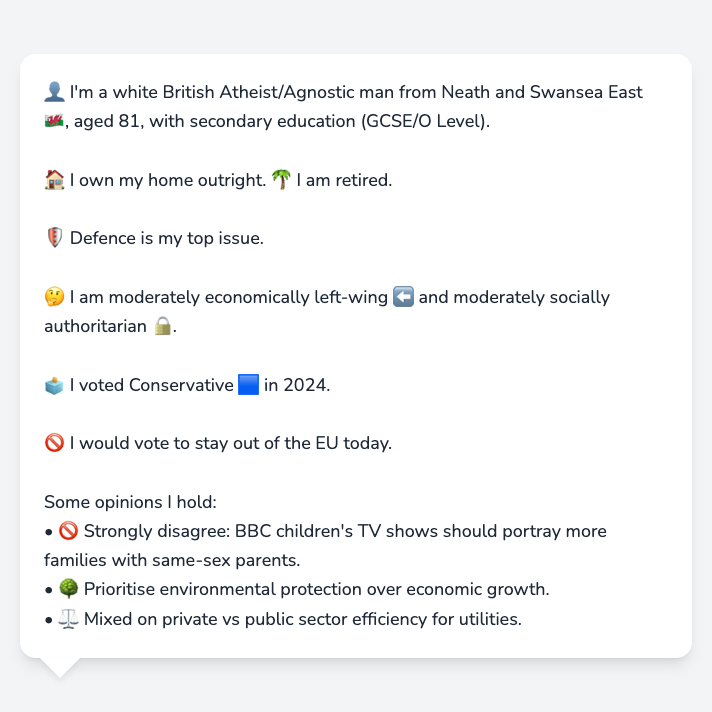 👤 I'm a white British Atheist/Agnostic man from Neath and Swansea East
🏴󠁧󠁢󠁷󠁬󠁳󠁿, aged 81, with secondary education (GCSE/O Level).
🏠 I own my home outright. 🌴 I am retired.
🛡️ Defence is my top issue.
🤔 I am moderately economically left-wing ⬅️ and moderately socially
authoritarian 🔒.
🗳️ I voted Conservative 🟦 in 2024.
🚫 I would vote to stay out of the EU today.
Some opinions I hold:
• 🚫 Strongly disagree: BBC children's TV shows should portray more
families with same-sex parents.
• 🌳 Prioritise environmental protection over economic growth.
• ⚖️ Mixed on private vs public sector efficiency for utilities.